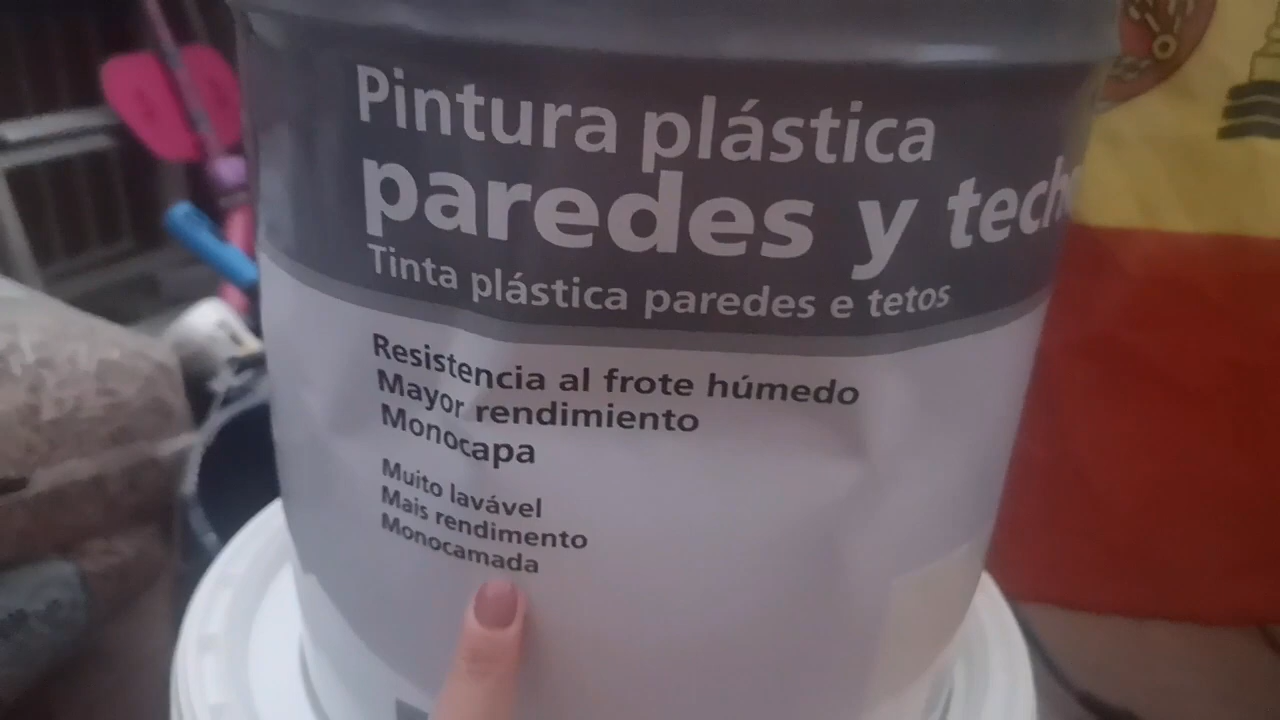 Pintura plástica
paredes y tech
Tinta plástica paredes e tetos
Resistencia al frote húmedo
Mayor rendimiento
Monocapa
Muito lavável
Mais rendimento
Monocamada